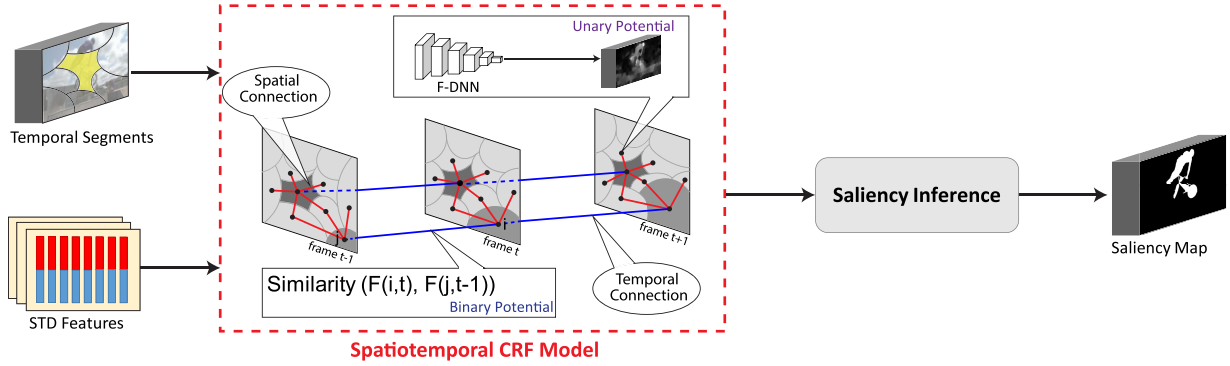 Temporal Segments
STD Features
Spatial
Connection
Unary Potential
F-DNN
j
frame t-1
i
frame t
frame t+1
Similarity (F(i,t), F(j,t-1))
Binary Potential
Temporal
Connection
Spatiotemporal CRF Model
Saliency Inference
Saliency Map